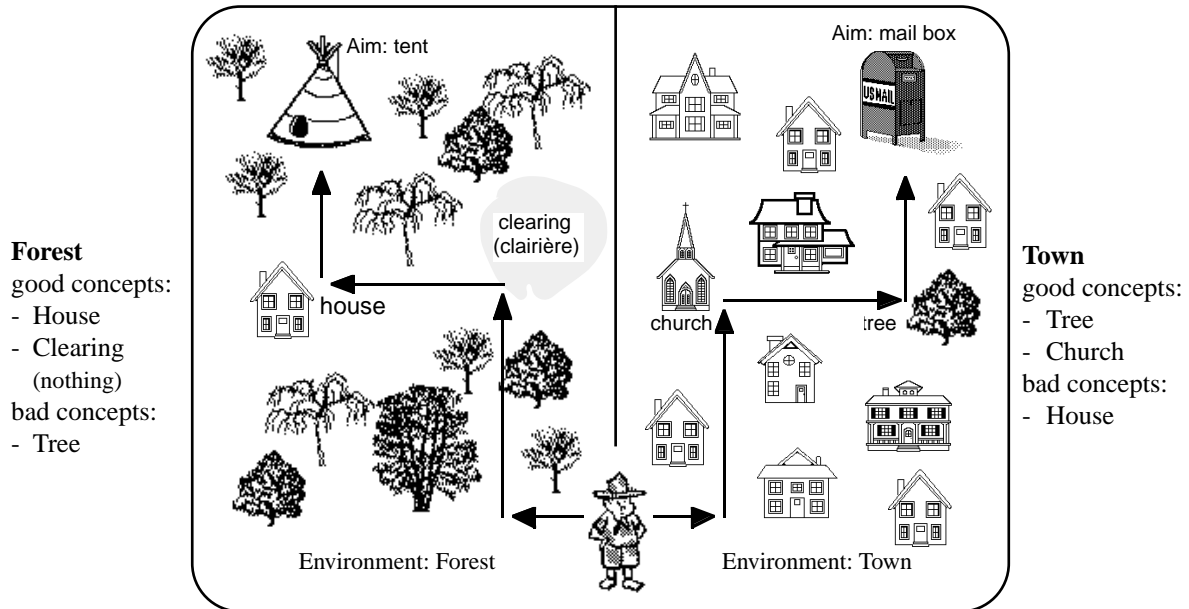 Aim: tent
Aim: mail box
US MAIL
clearing
(clairière)
house
church
tree
Forest
good concepts:
- House
- Clearing
(nothing)
bad concepts:
- Tree
Town
good concepts:
- Tree
- Church
bad concepts:
- House
Environment: Forest
Environment: Town